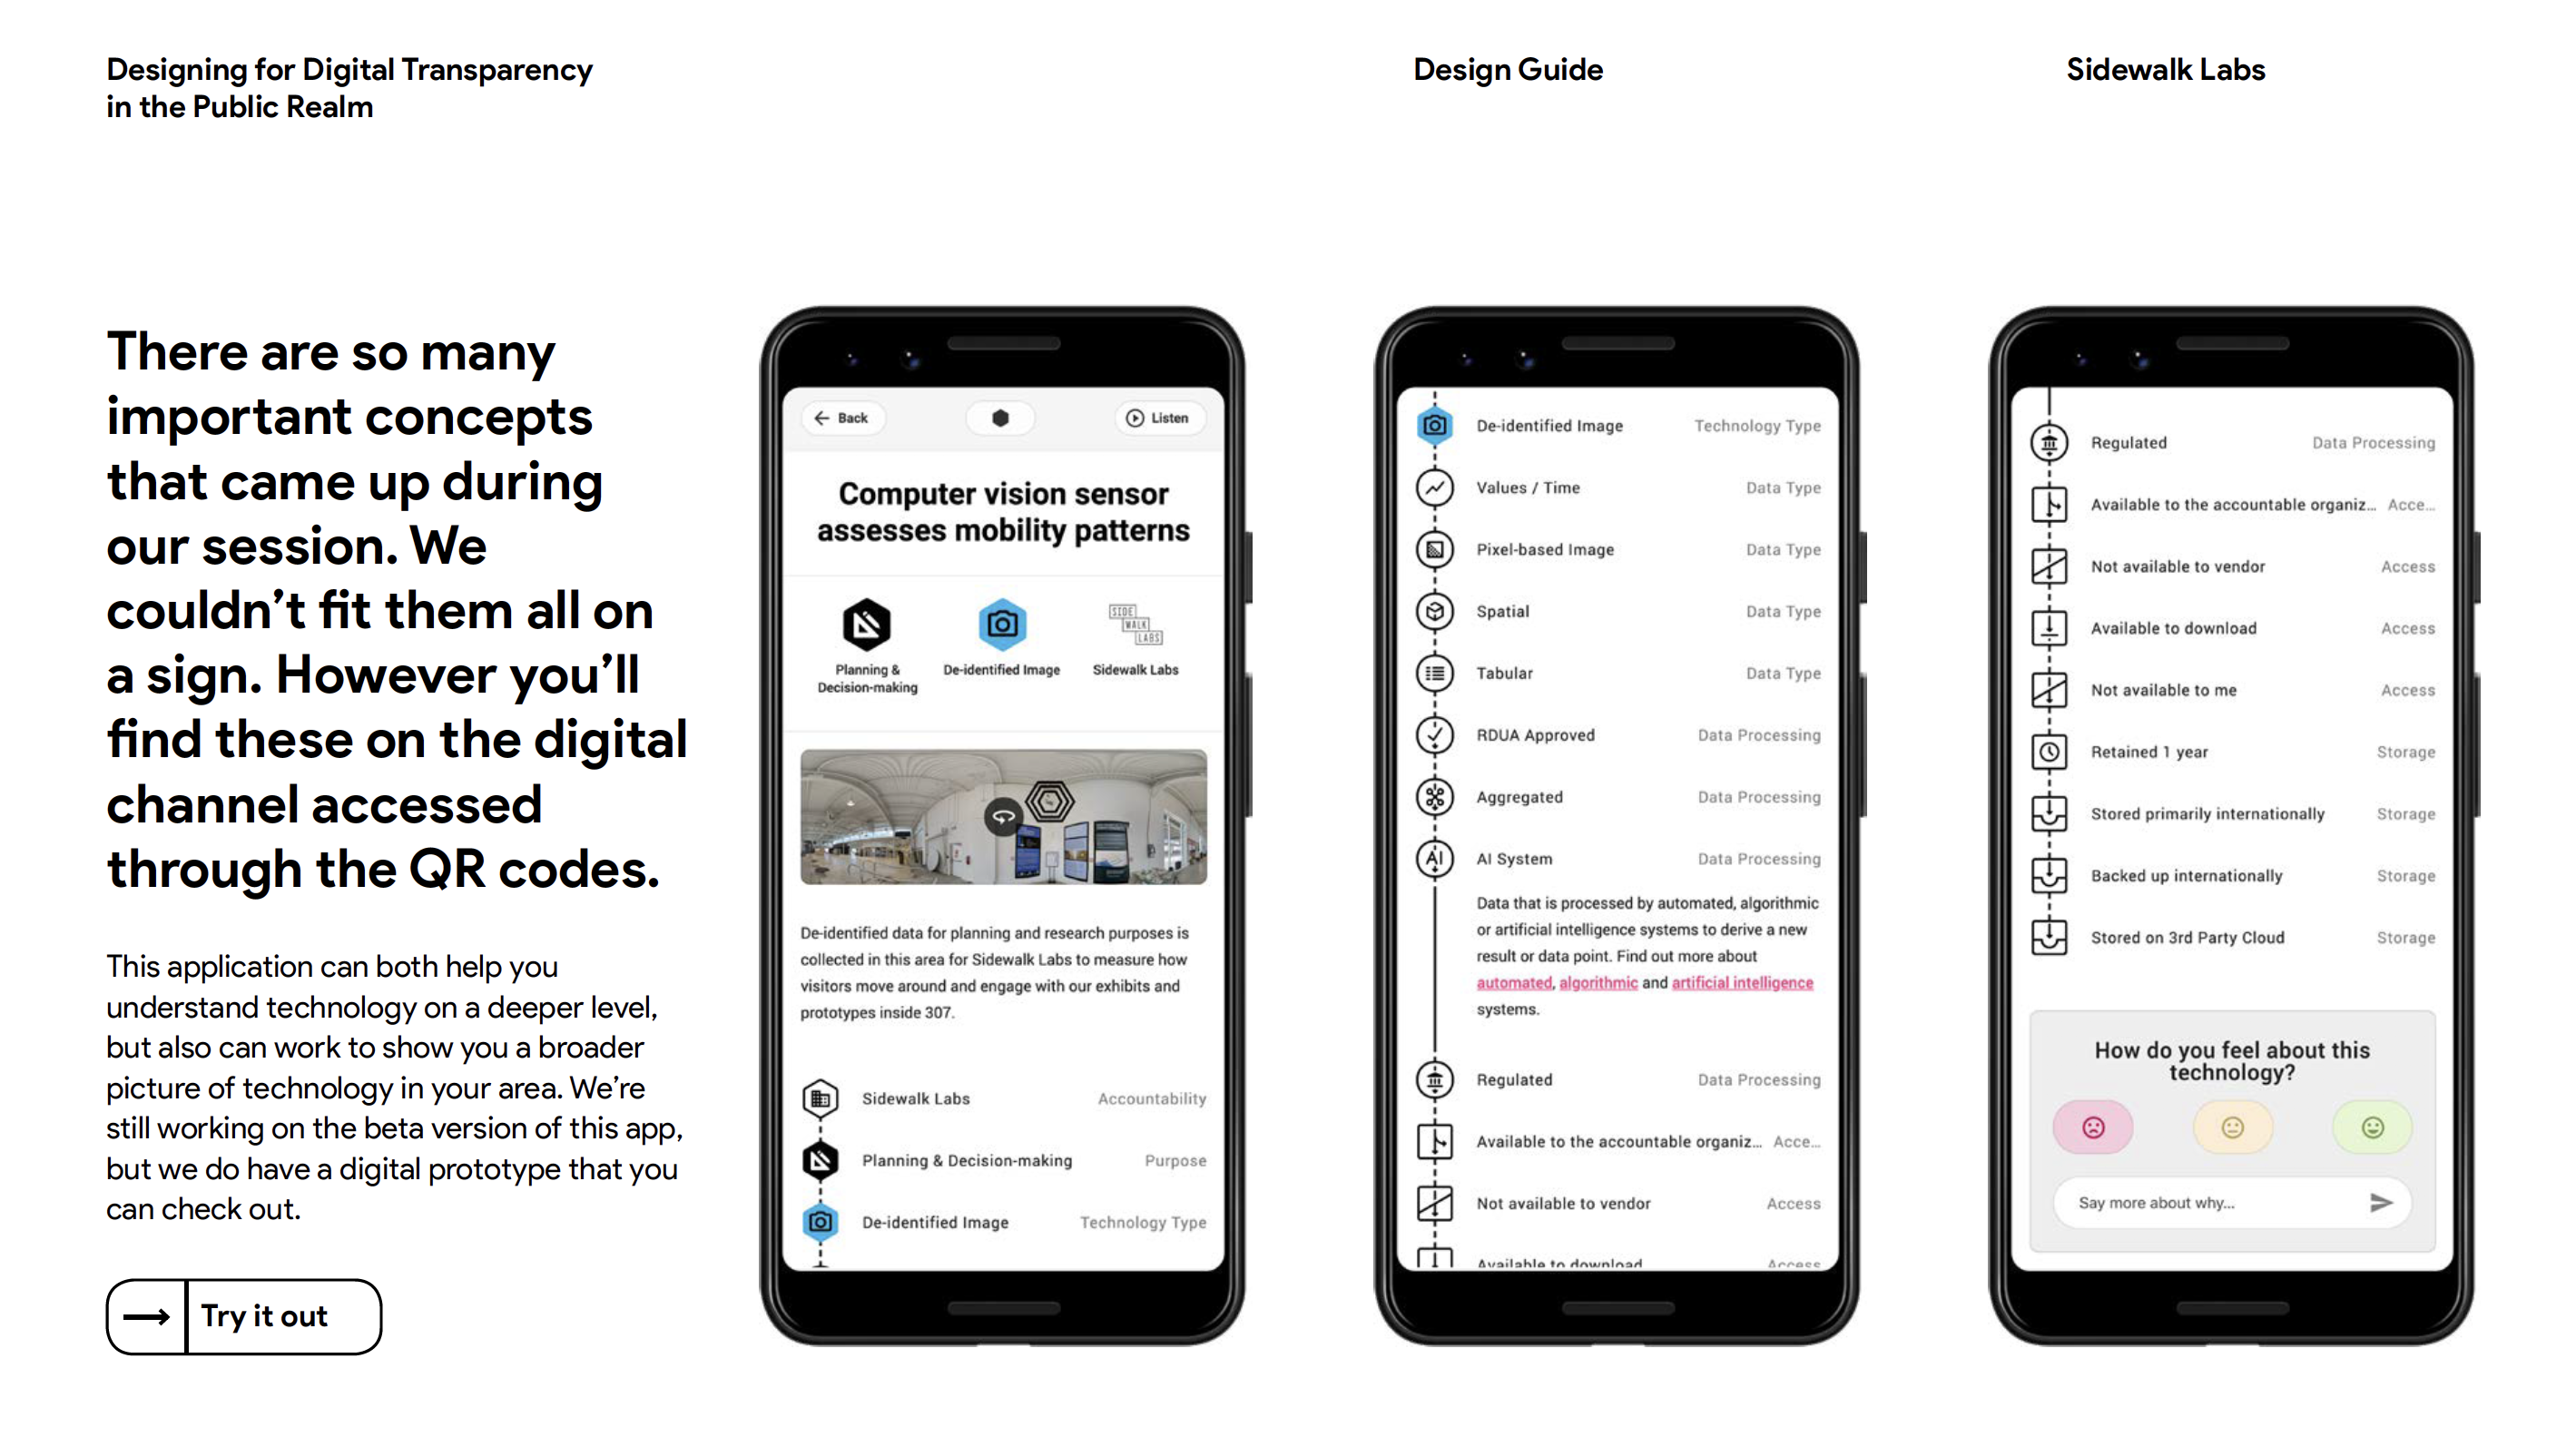 Designing for Digital Transparency
in the Public Realm
Design Guide
Sidewalk Labs
There are so many
important concepts
that came up during
our session. We
couldn’t fit them all on
a sign. However you’ll
find these on the digital
channel accessed
through the QR codes.
This application can both help you
understand technology on a deeper level,
but also can work to show you a broader
picture of technology in your area. We’re
still working on the beta version of this app,
but we do have a digital prototype that you
can check out.
Try it out
Back
Listen
Computer vision sensor
assesses mobility patterns
SIDE
WALK
LABS
Planning &
Decision-making
De-identified Image
Sidewalk Labs
De-identified data for planning and research purposes is
collected in this area for Sidewalk Labs to measure how
visitors move around and engage with our exhibits and
prototypes inside 307.
Sidewalk Labs Accountability
Planning & Decision-making Purpose
De-identified Image Technology Type
De-identified Image Technology Type
Values / Time Data Type
Pixel-based Image Data Type
Spatial Data Type
Tabular Data Type
RDUA Approved Data Processing
Aggregated Data Processing
AI AI System Data Processing
Data that is processed by automated, algorithmic
or artificial intelligence systems to derive a new
result or data point. Find out more about
automated, algorithmic and artificial intelligence
systems.
Regulated Data Processing
Available to the accountable organiz... Acce...
Not available to vendor Access
Available to download Access
Regulated Data Processing
Available to the accountable organiz... Acce...
Not available to vendor Access
Available to download Access
Not available to me Access
Retained 1 year Storage
Stored primarily internationally Storage
Backed up internationally Storage
Stored on 3rd Party Cloud Storage
How do you feel about this
technology?
Say more about why...